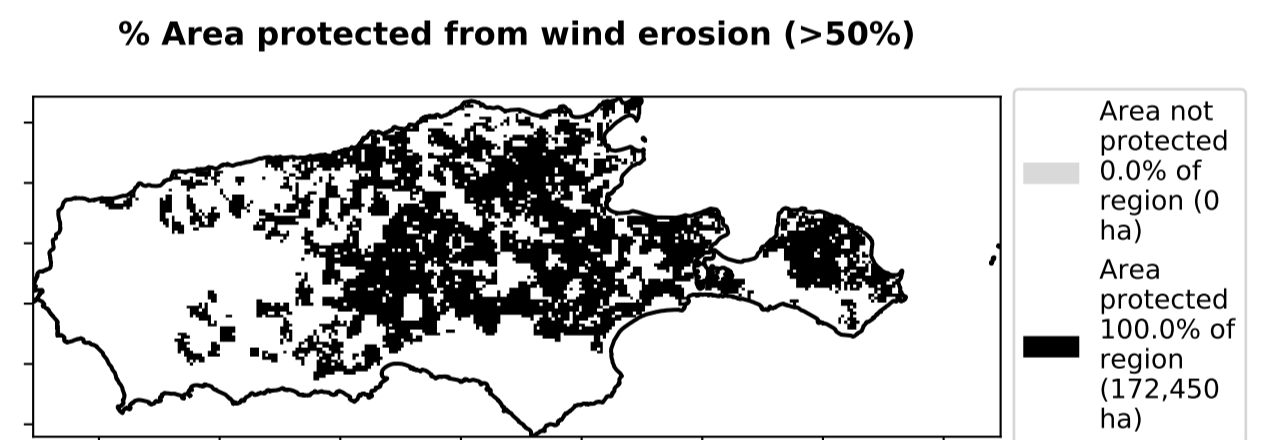 % Area protected from wind erosion (>50%)
Area not
protected
0.0% of
region (0
ha)
Area
protected
100.0% of
region
(172,450
ha)